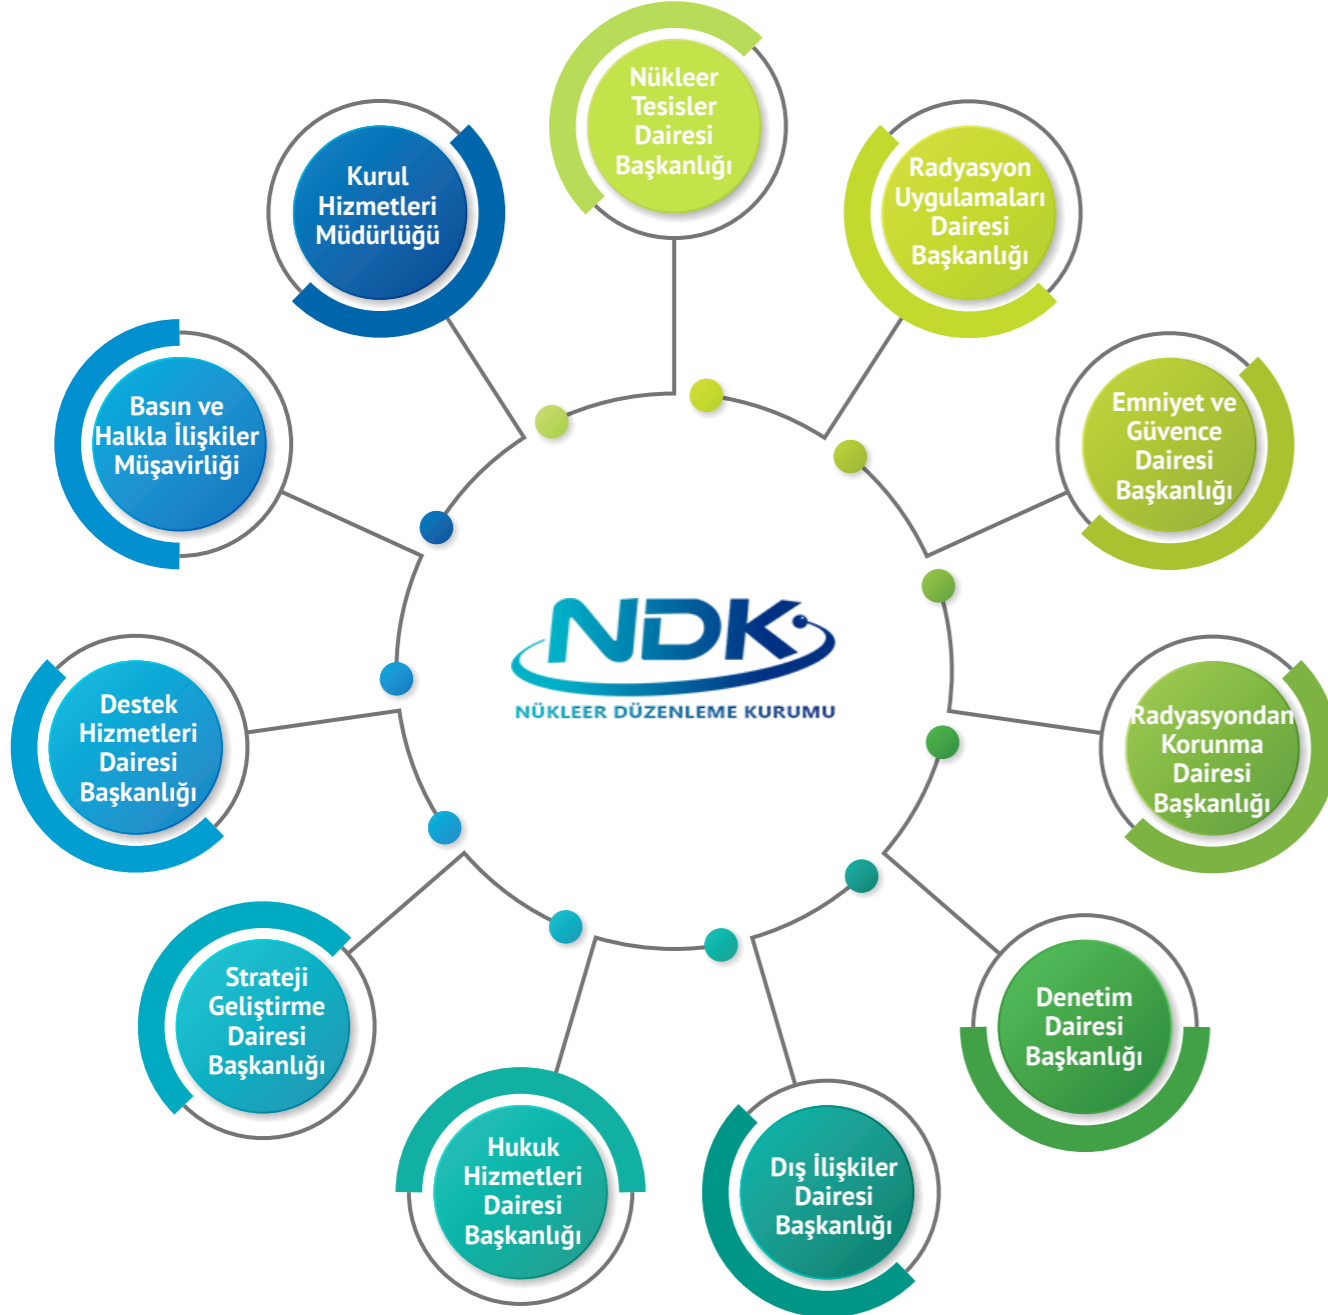 Nükleer
Tesisler
Dairesi
Başkanlığı
Radyasyon
Uygulamaları
Dairesi
Başkanlığı
Emniyet ve
Güvence
Dairesi
Başkanlığı
Radyasyondan
Korunma
Dairesi
Başkanlığı
Denetim
Dairesi
Başkanlığı
Dış İlişkiler
Dairesi
Başkanlığı
Hukuk
Hizmetleri
Dairesi
Başkanlığı
Strateji
Geliştirme
Dairesi
Başkanlığı
Destek
Hizmetleri
Dairesi
Başkanlığı
Basın ve
Halkla İlişkiler
Müşavirliği
Kurul
Hizmetleri
Müdürlüğü
NDK
NÜKLEER DÜZENLEME KURUMU